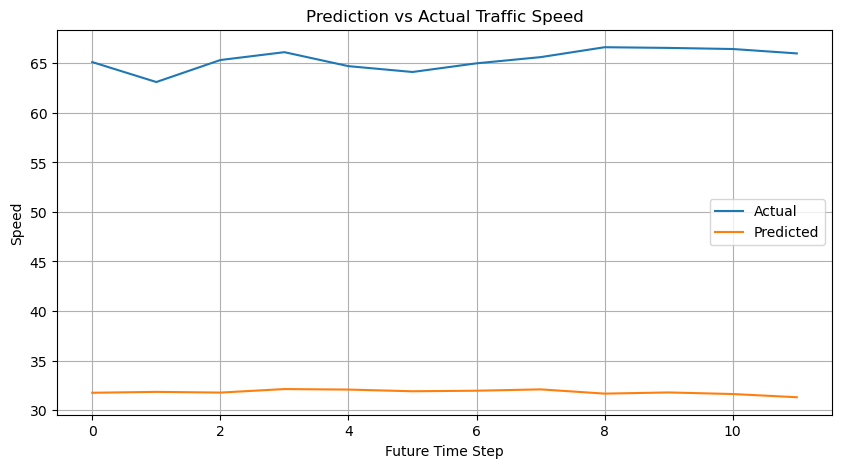 Prediction vs Actual Traffic Speed
Speed
65
60
55
50
45
40
35
30
Actual
Predicted
0 2 4 6 8 10
Future Time Step